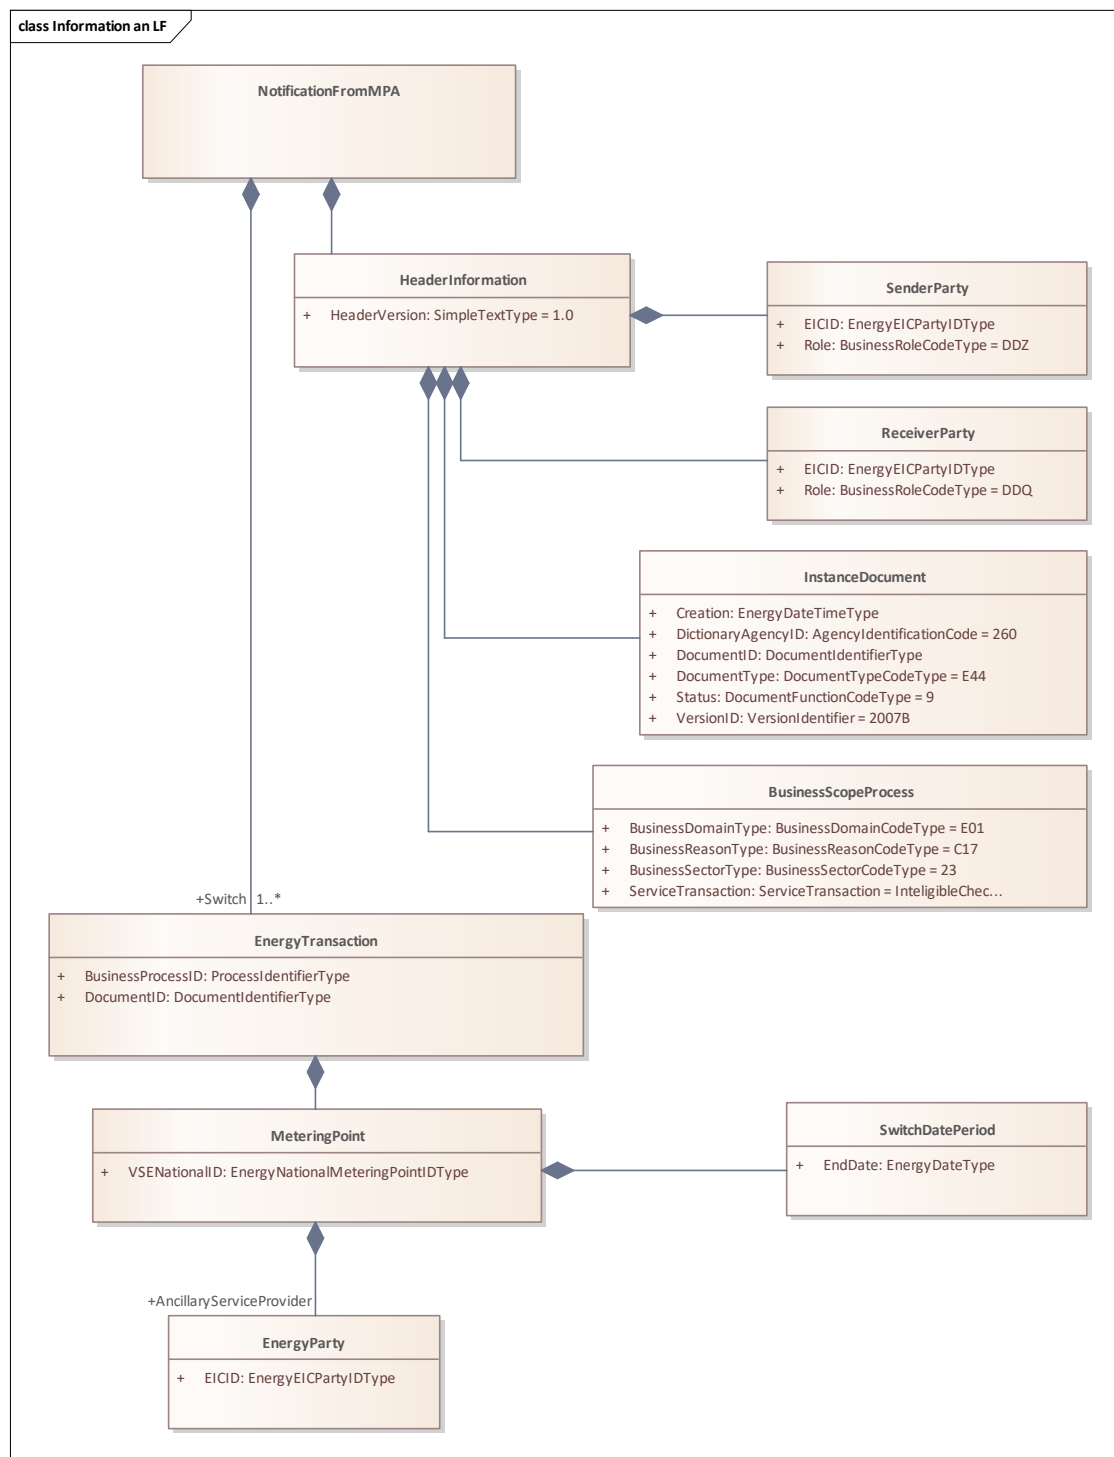 class Information an LF
NotificationFromMPA
HeaderInformation
+ HeaderVersion: SimpleTextType = 1.0
SenderParty
+ EICID: EnergyEICPartyIDType
+ Role: BusinessRoleCodeType = DDZ
ReceiverParty
+ EICID: EnergyEICPartyIDType
+ Role: BusinessRoleCodeType = DDQ
InstanceDocument
+ Creation: EnergyDateTimeType
+ DictionaryAgencyID: AgencyIdentificationCode = 260
+ DocumentID: DocumentIdentifierType
+ DocumentType: DocumentTypeCodeType = E44
+ Status: DocumentFunctionCodeType = 9
+ VersionID: VersionIdentifier = 2007B
BusinessScopeProcess
+ BusinessDomainType: BusinessDomainCodeType = E01
+ BusinessReasonType: BusinessReasonCodeType = C17
+ BusinessSectorType: BusinessSectorCodeType = 23
+ ServiceTransaction: ServiceTransaction = InteligibleChec...
+Switch 1..*
EnergyTransaction
+ BusinessProcessID: ProcessIdentifierType
+ DocumentID: DocumentIdentifierType
MeteringPoint
+ VSENationalID: EnergyNationalMeteringPointIDType
SwitchDatePeriod
+ EndDate: EnergyDateType
+AncillaryServiceProvider
EnergyParty
+ EICID: EnergyEICPartyIDType